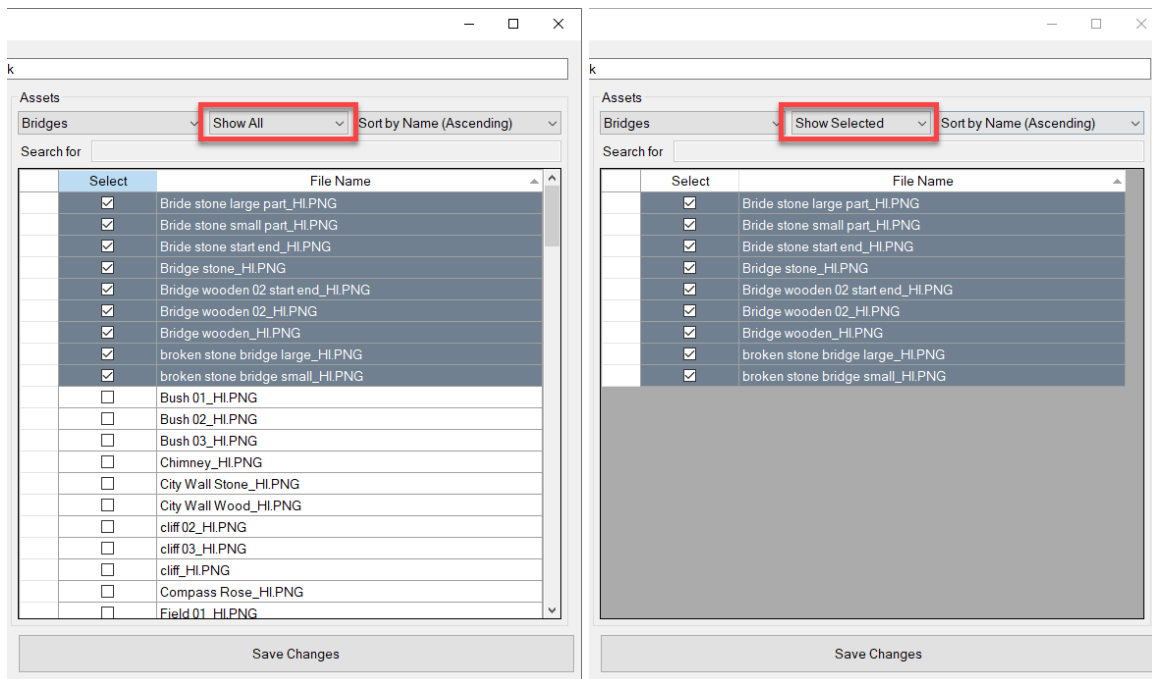 k
Assets
Bridges Show All Sort by Name (Ascending)
Search for
Select File Name
Bride stone large part_HI.PNG
Bride stone small part_HI.PNG
Bride stone start end_HI.PNG
Bridge stone_HI.PNG
Bridge wooden 02 start end_HI.PNG
Bridge wooden 02_HI.PNG
Bridge wooden_HI.PNG
broken stone bridge large_HI.PNG
broken stone bridge small_HI.PNG
Bush 01_HI.PNG
Bush 02_HI.PNG
Bush 03_HI.PNG
Chimney_HI.PNG
City Wall Stone_HI.PNG
City Wall Wood_HI.PNG
cliff 02_HI.PNG
cliff 03_HI.PNG
cliff_HI.PNG
Compass Rose_HI.PNG
Field 01_HI.PNG
Save Changes
k
Assets
Bridges Show Selected Sort by Name (Ascending)
Search for
Select File Name
Bride stone large part_HI.PNG
Bride stone small part_HI.PNG
Bride stone start end_HI.PNG
Bridge stone_HI.PNG
Bridge wooden 02 start end_HI.PNG
Bridge wooden 02_HI.PNG
Bridge wooden_HI.PNG
broken stone bridge large_HI.PNG
broken stone bridge small_HI.PNG
Save Changes